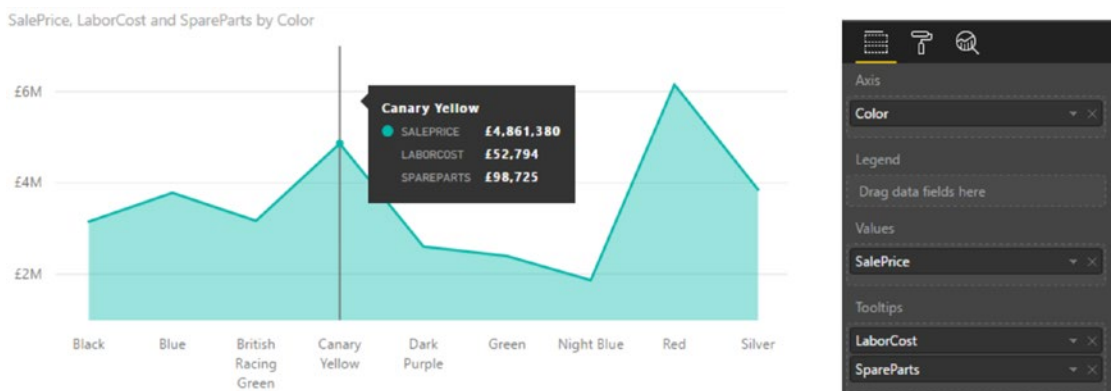 SalePrice, LaborCost and SpareParts by Color
£6M
£4M
£2M
Canary Yellow
SALEPRICE £4,861,380
LABORCOST £52,794
SPAREPARTS £98,725
Black
Blue
British
Racing
Green
Canary
Yellow
Dark
Purple
Green
Night Blue
Red
Silver
Axis
Color
Legend
Drag data fields here
Values
SalePrice
Tooltips
LaborCost
SpareParts